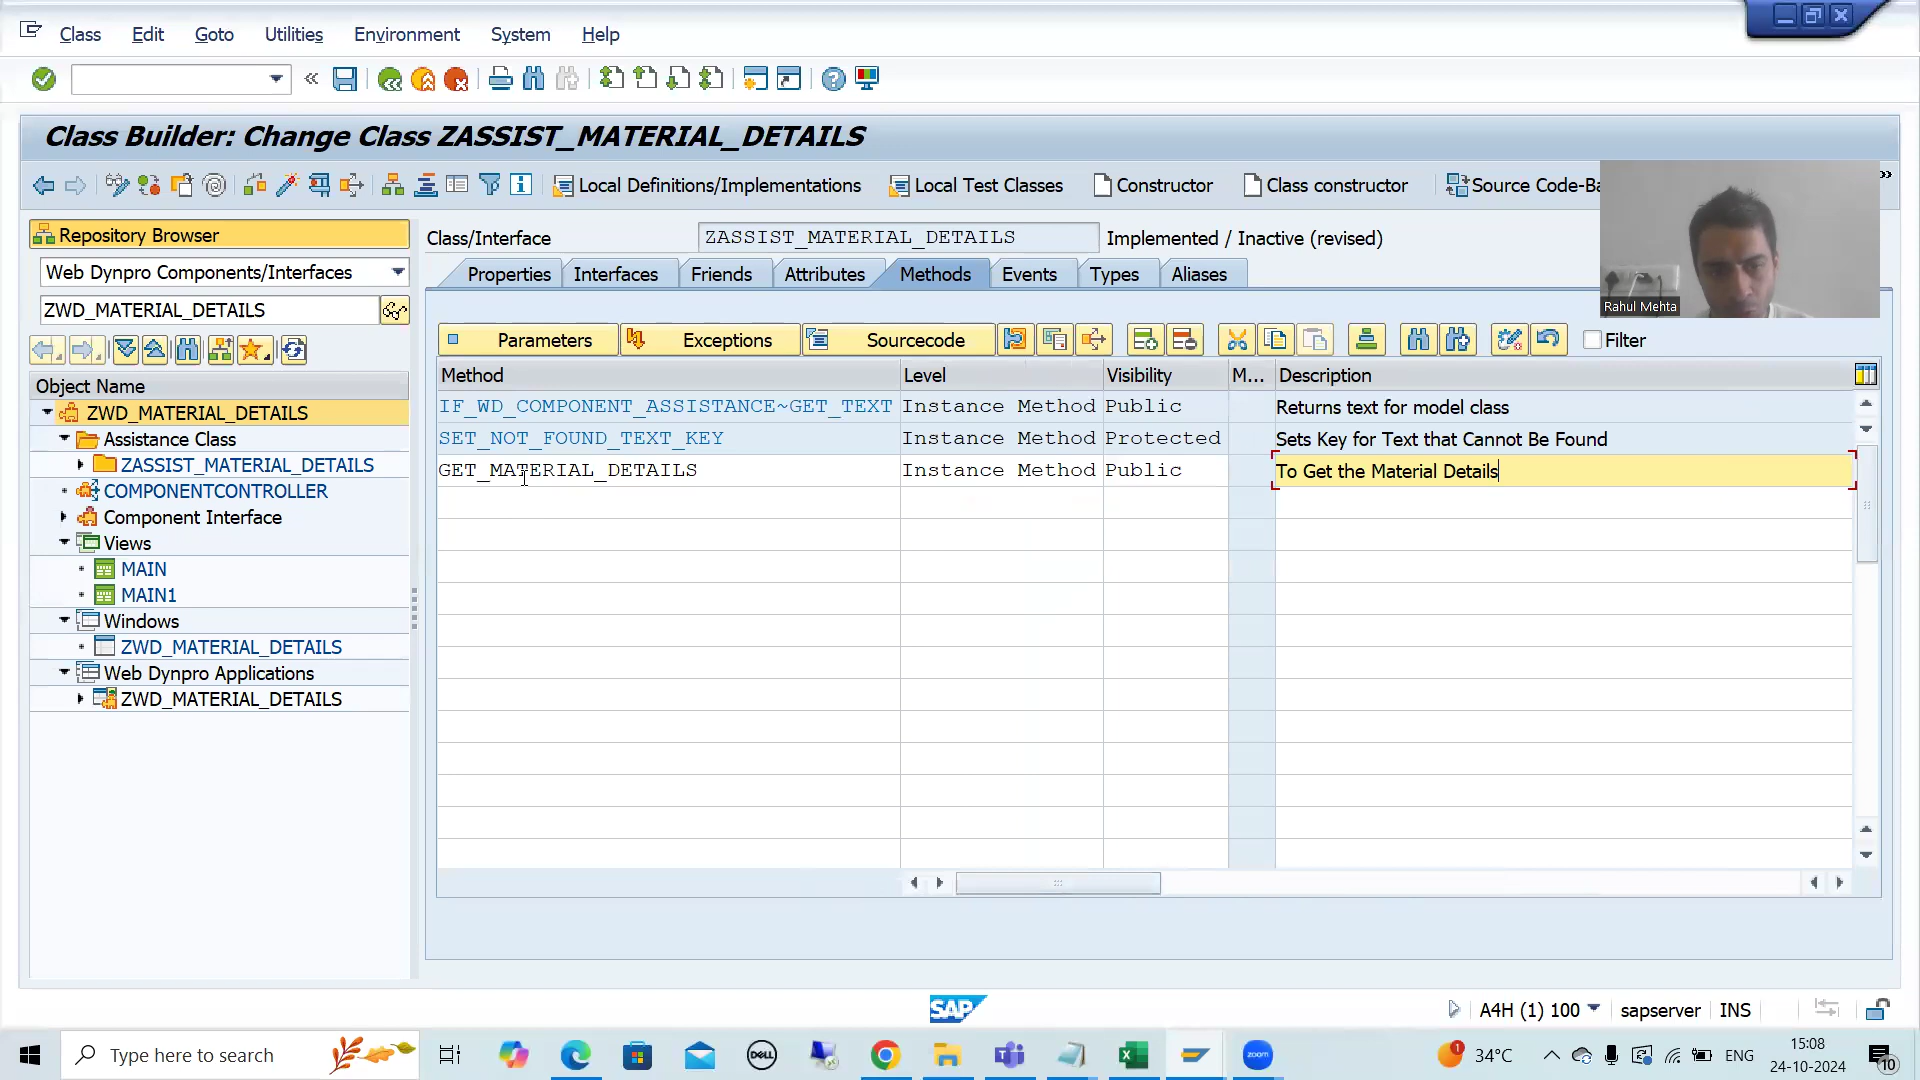 Class Edit Goto Utilities Environment System Help
Class Builder: Change Class ZASSIST_MATERIAL_DETAILS
Local Definitions/Implementations Local Test Classes Constructor Class constructor Source Code-Ba
Repository Browser
Web Dynpro Components/Interfaces
ZWD_MATERIAL_DETAILS
Object Name
ZWD_MATERIAL_DETAILS
Assistance Class
ZASSIST_MATERIAL_DETAILS
COMPONENTCONTROLLER
Component Interface
Views
MAIN
MAIN1
Windows
ZWD_MATERIAL_DETAILS
Web Dynpro Applications
ZWD_MATERIAL_DETAILS
Class/Interface ZASSIST_MATERIAL_DETAILS Implemented / Inactive (revised)
Properties Interfaces Friends Attributes Methods Events Types Aliases
Parameters Exceptions Sourcecode Filter
Method Level Visibility M... Description
IF_WD_COMPONENT_ASSISTANCE~GET_TEXT Instance Method Public Returns text for model class
SET_NOT_FOUND_TEXT_KEY Instance Method Protected Sets Key for Text that Cannot Be Found
GET_MATERIAL_DETAILS Instance Method Public To Get the Material Details
Rahul Mehta
SAP
A4H (1) 100 sapserver INS
Type here to search
DELL
zoom
1
34°C
ENG
15:08
24-10-2024
10